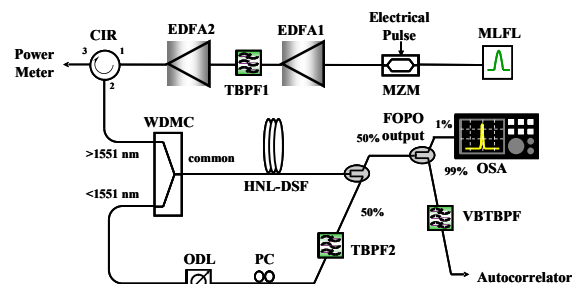 Electrical
Pulse
MLFL
CIR
EDFA2
EDFA1
Power
Meter
3
1
2
TBPF1
MZM
WDMC
FOPO
output
50%
1%
>1551 nm
common
OSA
99%
HNL-DSF
<1551 nm
50%
VBTBPF
TBPF2
ODL
PC
Autocorrelator